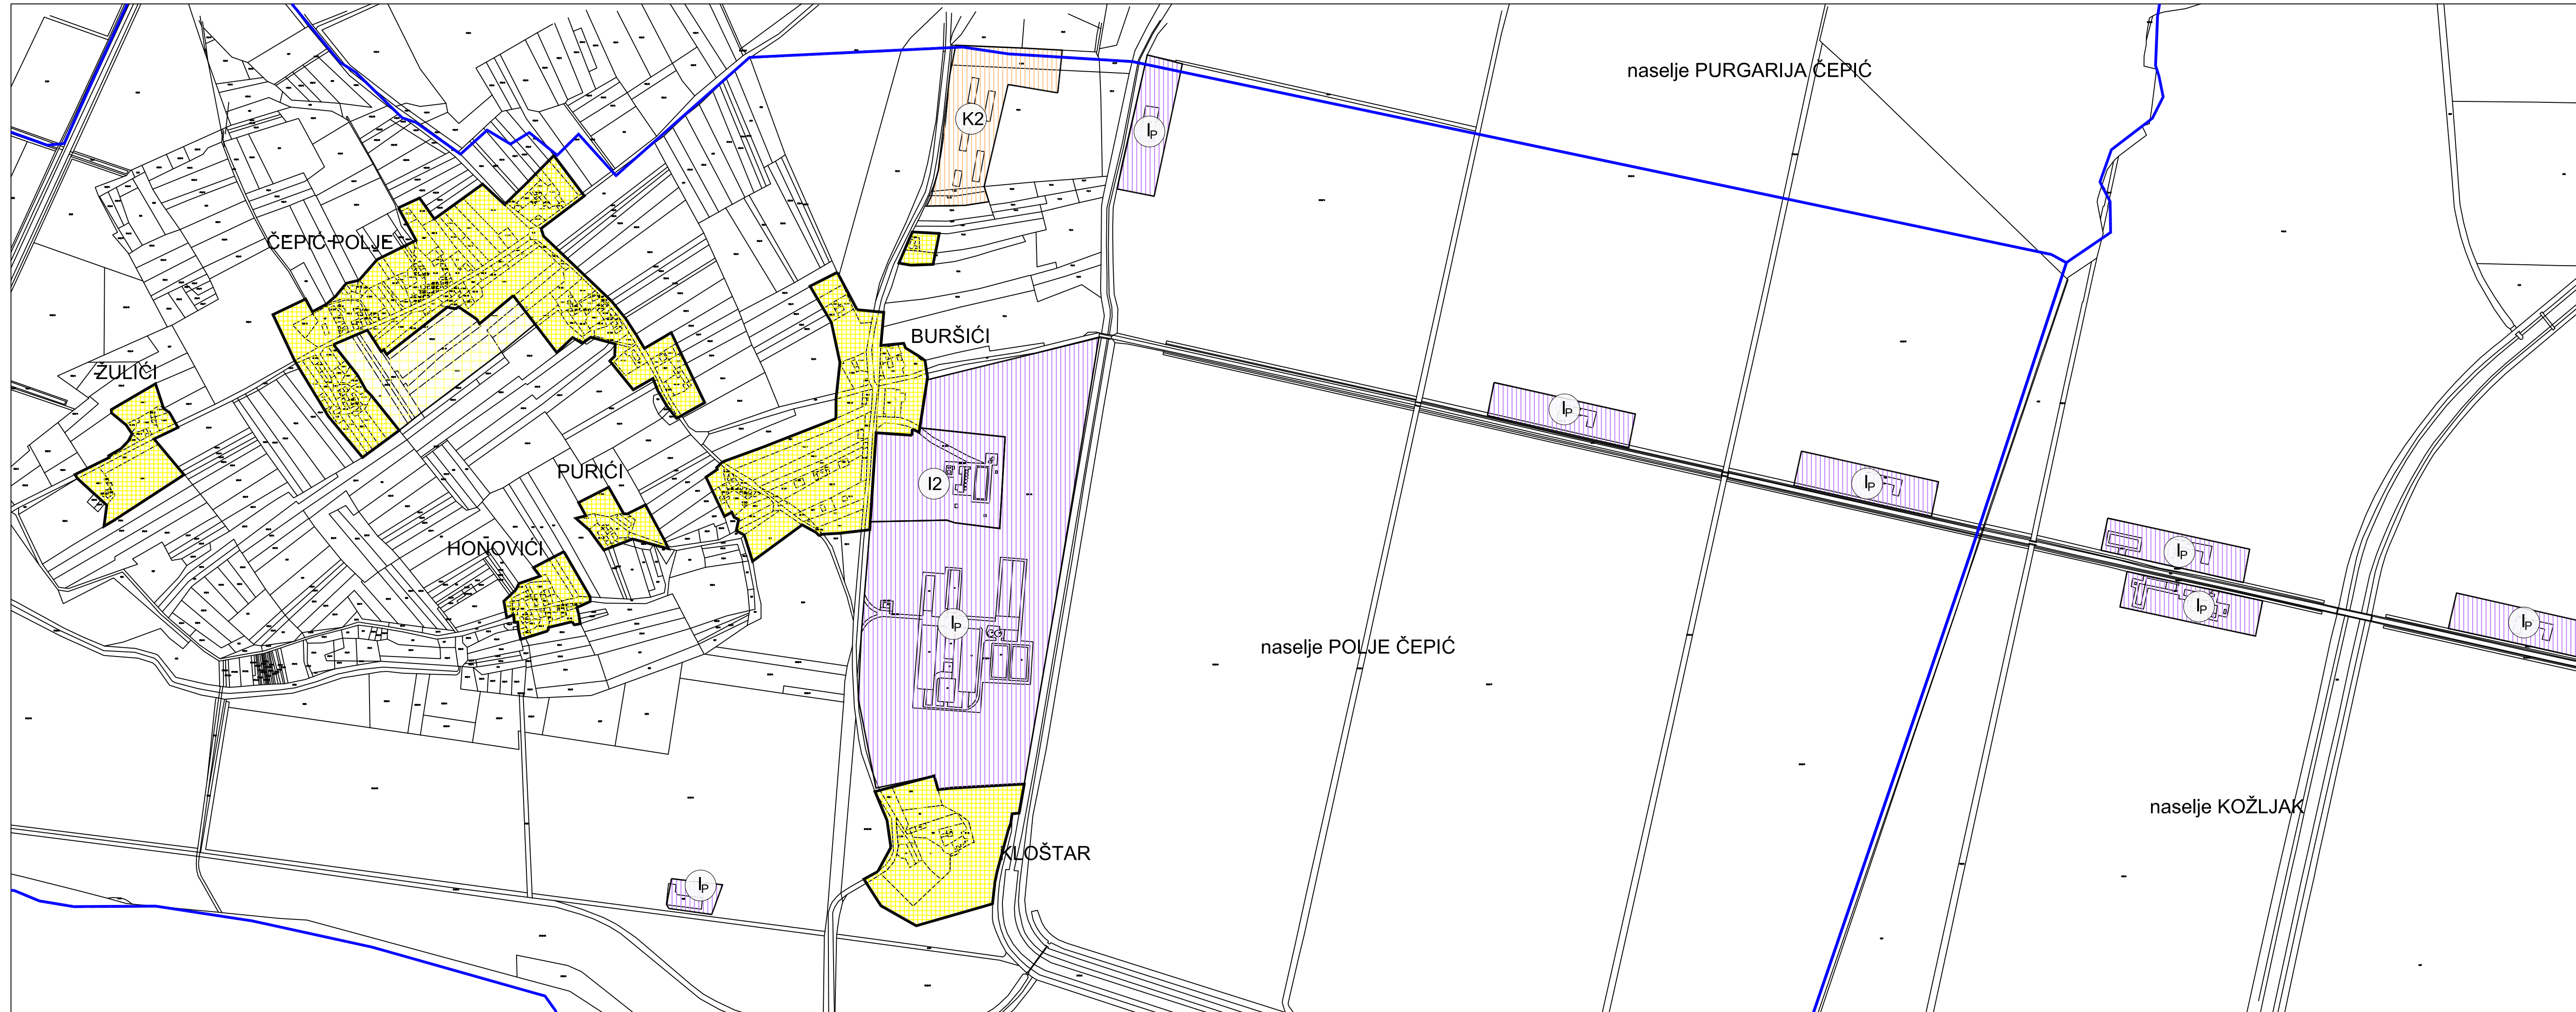 naselje PURGARIJA ČEPIĆ
K2
IP
ČEPIĆ POLJE
BURŠIĆI
ŽULIĆI
IP
PURIĆI
I2
IP
HONOVIĆI
IP
IP
IP
IP
naselje POLJE ČEPIĆ
naselje KOŽLJAK
KLOŠTAR
IP